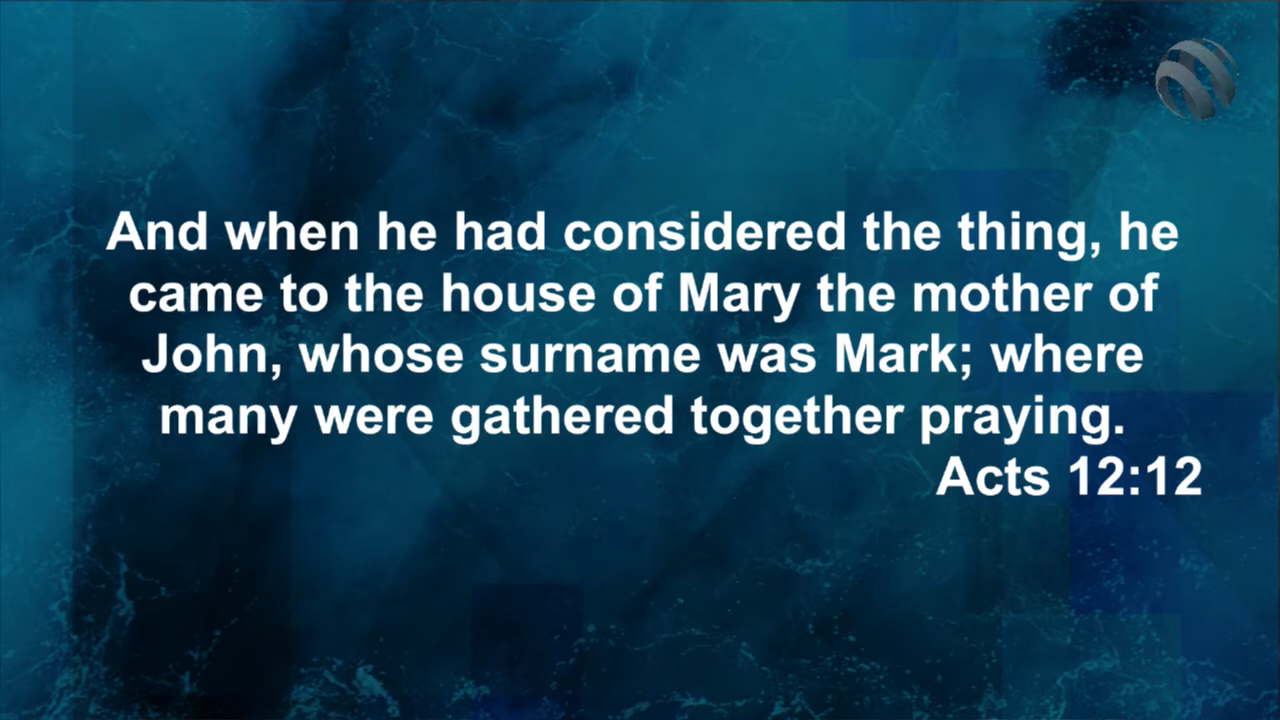 And when he had considered the thing, he
came to the house of Mary the mother of
John, whose surname was Mark; where
many were gathered together praying.
Acts 12:12